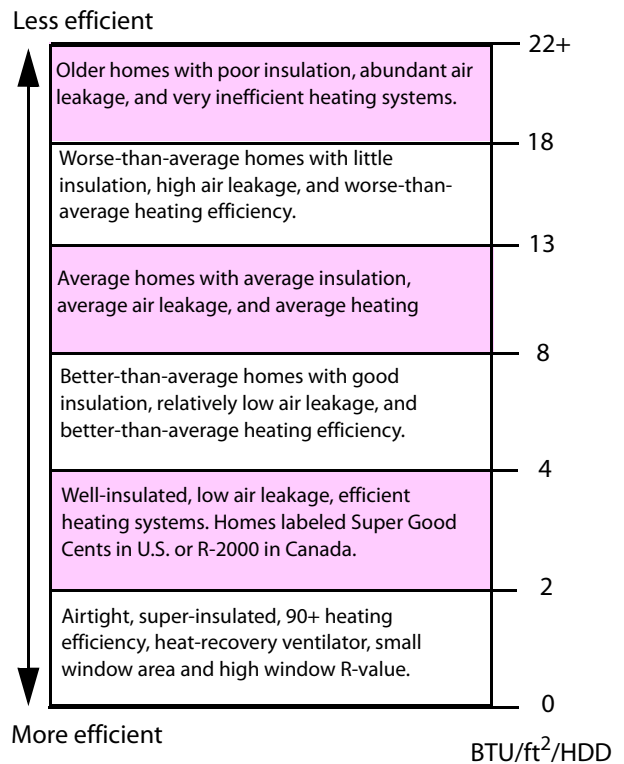 Less efficient
22+
Older homes with poor insulation, abundant air
leakage, and very inefficient heating systems.
18
Worse-than-average homes with little
insulation, high air leakage, and worse-than-
average heating efficiency.
13
Average homes with average insulation,
average air leakage, and average heating
8
Better-than-average homes with good
insulation, relatively low air leakage, and
better-than-average heating efficiency.
4
Well-insulated, low air leakage, efficient
heating systems. Homes labeled Super Good
Cents in U.S. or R-2000 in Canada.
2
Airtight, super-insulated, 90+ heating
efficiency, heat-recovery ventilator, small
window area and high window R-value.
0
More efficient
BTU/ft²/HDD